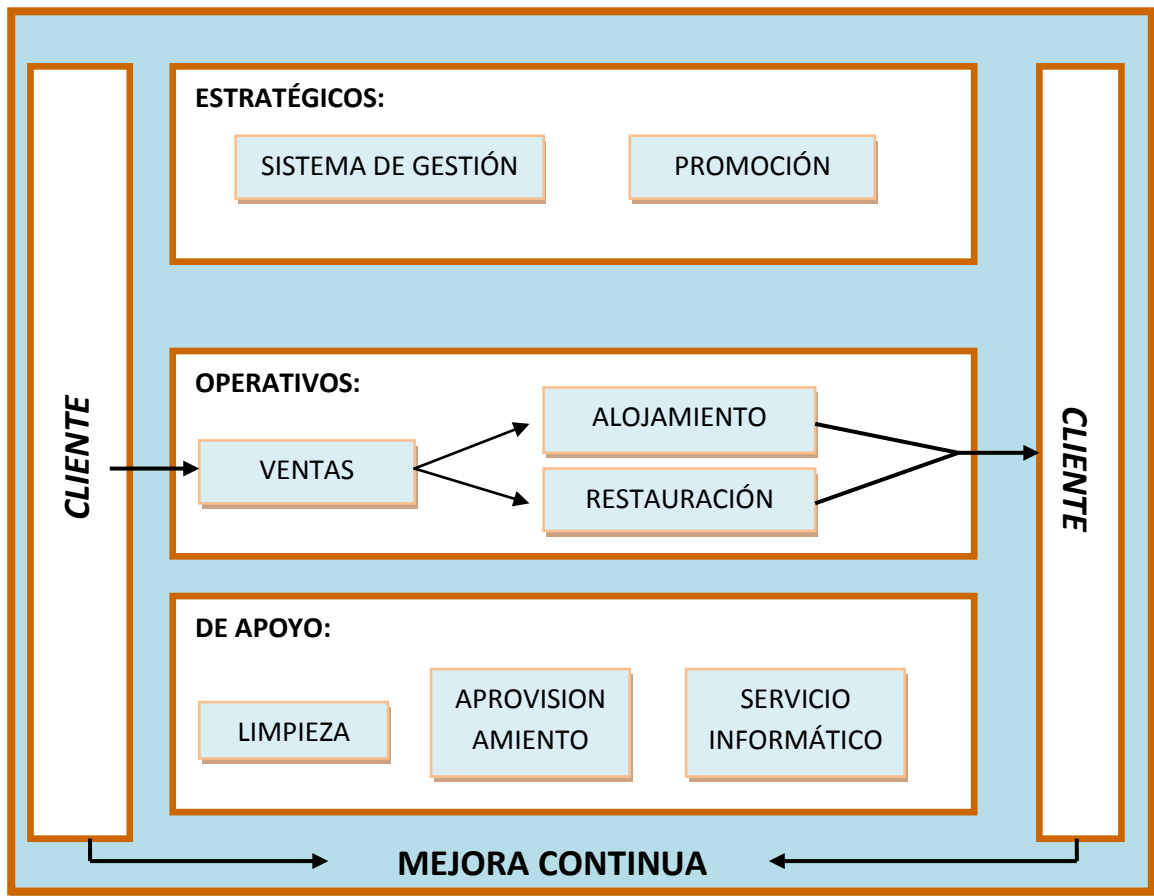 ESTRATÉGICOS:
SISTEMA DE GESTIÓN
PROMOCIÓN
CLIENTE
OPERATIVOS:
VENTAS
ALOJAMIENTO
RESTAURACIÓN
CLIENTE
DE APOYO:
LIMPIEZA
APROVISION
AMIENTO
SERVICIO
INFORMÁTICO
MEJORA CONTINUA